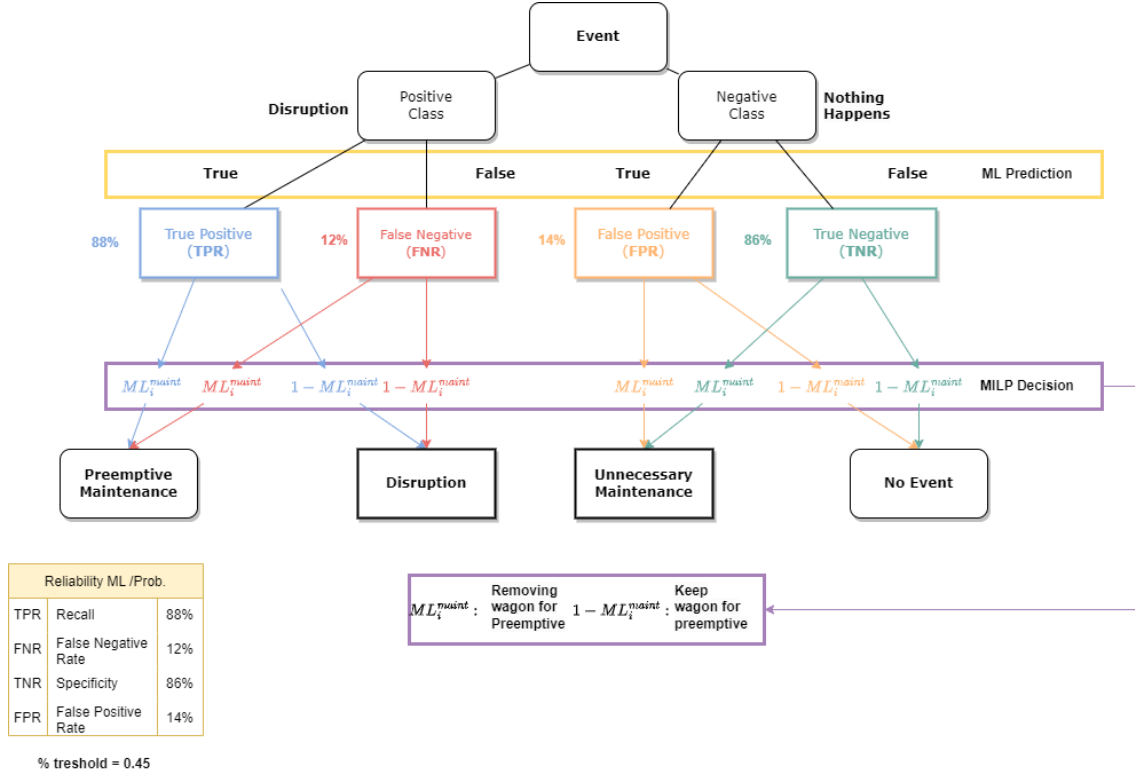 Event
Disruption
Positive
Class
Negative
Class
Nothing
Happens
True
False
True
False
ML Prediction
88%
True Positive
(TPR)
12%
False Negative
(FNR)
14%
False Positive
(FPR)
86%
True Negative
(TNR)
ML_i^{maint}
ML_i^{maint}
1 - ML_i^{maint}
1 - ML_i^{maint}
ML_i^{maint}
ML_i^{maint}
1 - ML_i^{maint}
1 - ML_i^{maint}
MILP Decision
Preemptive
Maintenance
Disruption
Unnecessary
Maintenance
No Event
Reliability ML /Prob.
TPR Recall 88%
FNR False Negative
Rate 12%
TNR Specificity 86%
FPR False Positive
Rate 14%
% treshold = 0.45
ML_i^{maint} :
Removing
wagon for
Preemptive
1 - ML_i^{maint} :
Keep
wagon for
preemptive